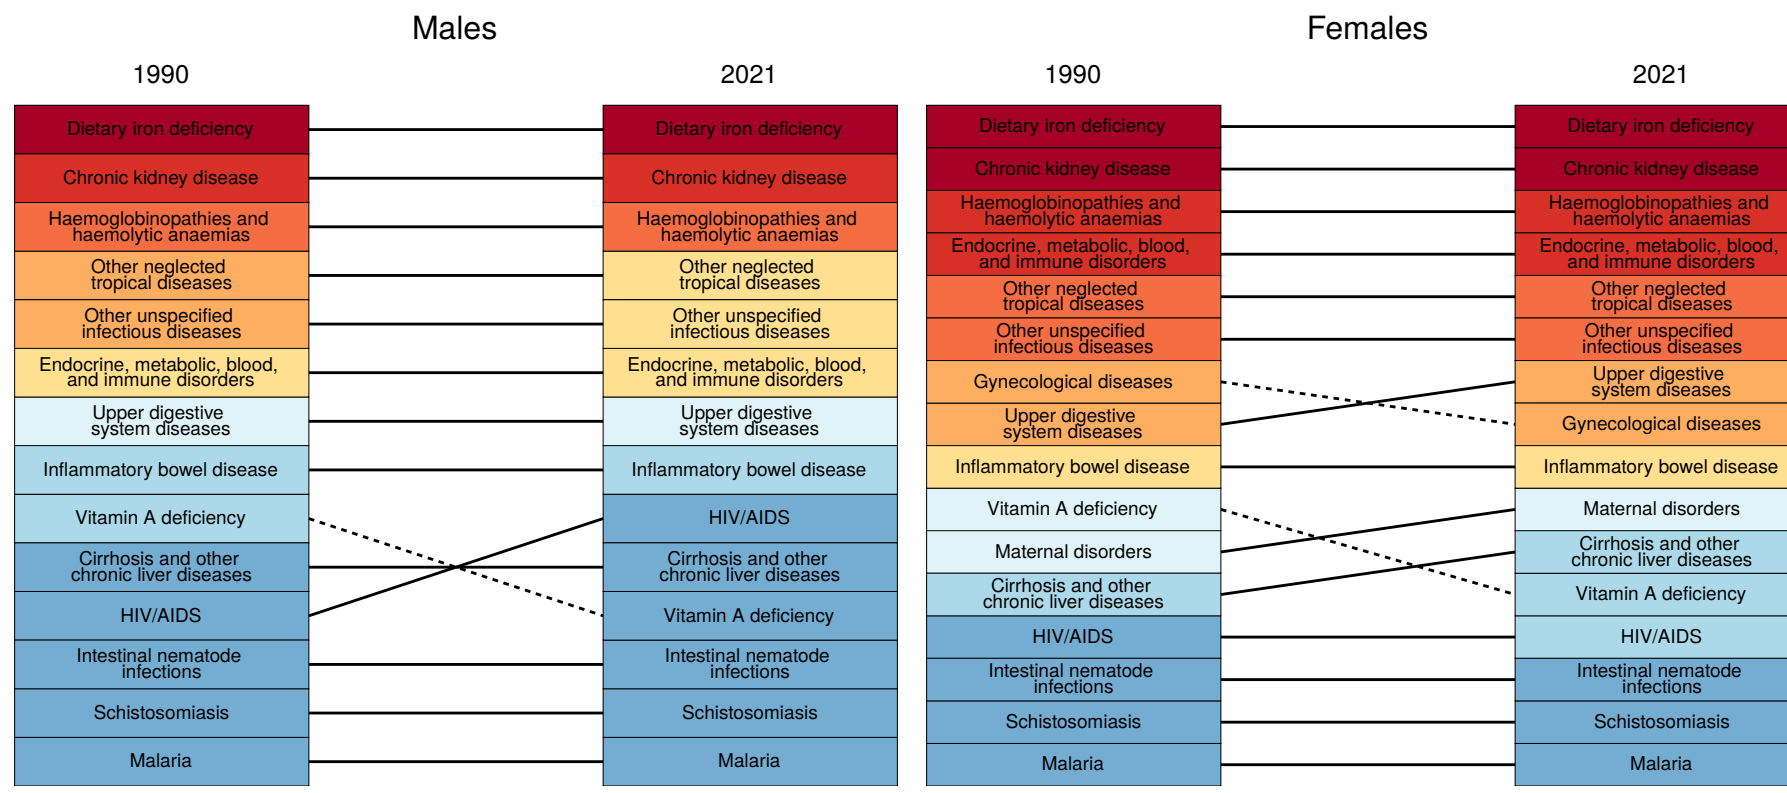 Males
1990
2021
Dietary iron deficiency
Chronic kidney disease
Haemoglobinopathies and
haemolytic anaemias
Other neglected
tropical diseases
Other unspecified
infectious diseases
Endocrine, metabolic, blood,
and immune disorders
Upper digestive
system diseases
Inflammatory bowel disease
Vitamin A deficiency
Cirrhosis and other
chronic liver diseases
HIV/AIDS
Intestinal nematode
infections
Schistosomiasis
Malaria
Dietary iron deficiency
Chronic kidney disease
Haemoglobinopathies and
haemolytic anaemias
Other neglected
tropical diseases
Other unspecified
infectious diseases
Endocrine, metabolic, blood,
and immune disorders
Upper digestive
system diseases
Inflammatory bowel disease
HIV/AIDS
Cirrhosis and other
chronic liver diseases
Vitamin A deficiency
Intestinal nematode
infections
Schistosomiasis
Malaria
Females
1990
2021
Dietary iron deficiency
Chronic kidney disease
Haemoglobinopathies and
haemolytic anaemias
Endocrine, metabolic, blood,
and immune disorders
Other neglected
tropical diseases
Other unspecified
infectious diseases
Gynecological diseases
Upper digestive
system diseases
Inflammatory bowel disease
Vitamin A deficiency
Maternal disorders
Cirrhosis and other
chronic liver diseases
HIV/AIDS
Intestinal nematode
infections
Schistosomiasis
Malaria
Dietary iron deficiency
Chronic kidney disease
Haemoglobinopathies and
haemolytic anaemias
Endocrine, metabolic, blood,
and immune disorders
Other neglected
tropical diseases
Other unspecified
infectious diseases
Upper digestive
system diseases
Gynecological diseases
Inflammatory bowel disease
Maternal disorders
Cirrhosis and other
chronic liver diseases
Vitamin A deficiency
HIV/AIDS
Intestinal nematode
infections
Schistosomiasis
Malaria